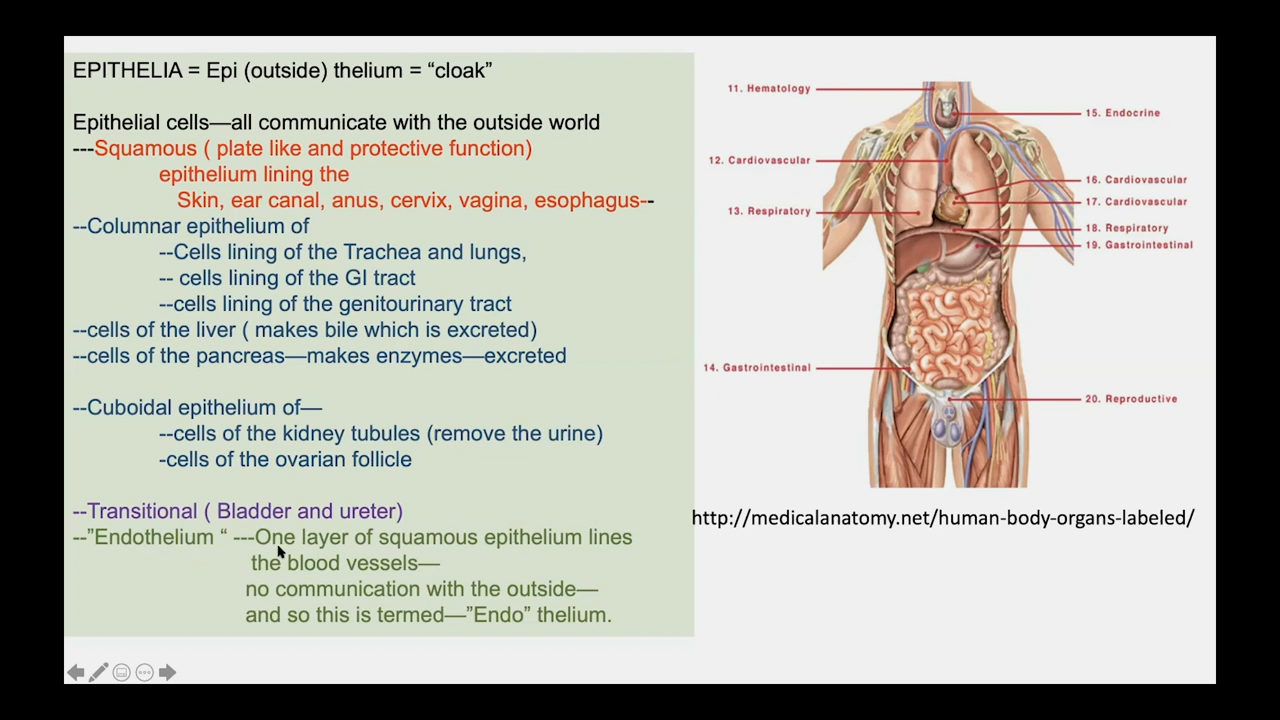 EPITHELIA = Epi (outside) thelium = “cloak”
Epithelial cells—all communicate with the outside world
---Squamous ( plate like and protective function)
epithelium lining the
Skin, ear canal, anus, cervix, vagina, esophagus--
--Columnar epithelium of
--Cells lining of the Trachea and lungs,
-- cells lining of the GI tract
--cells lining of the genitourinary tract
--cells of the liver ( makes bile which is excreted)
--cells of the pancreas—makes enzymes—excreted
--Cuboidal epithelium of—
--cells of the kidney tubules (remove the urine)
-cells of the ovarian follicle
--Transitional ( Bladder and ureter)
--”Endothelium “ ---One layer of squamous epithelium lines
the blood vessels—
no communication with the outside—
and so this is termed—”Endo” thelium.
11. Hematology
12. Cardiovascular
13. Respiratory
14. Gastrointestinal
15. Endocrine
16. Cardiovascular
17. Cardiovascular
18. Respiratory
19. Gastrointestinal
20. Reproductive
http://medicalanatomy.net/human-body-organs-labeled/